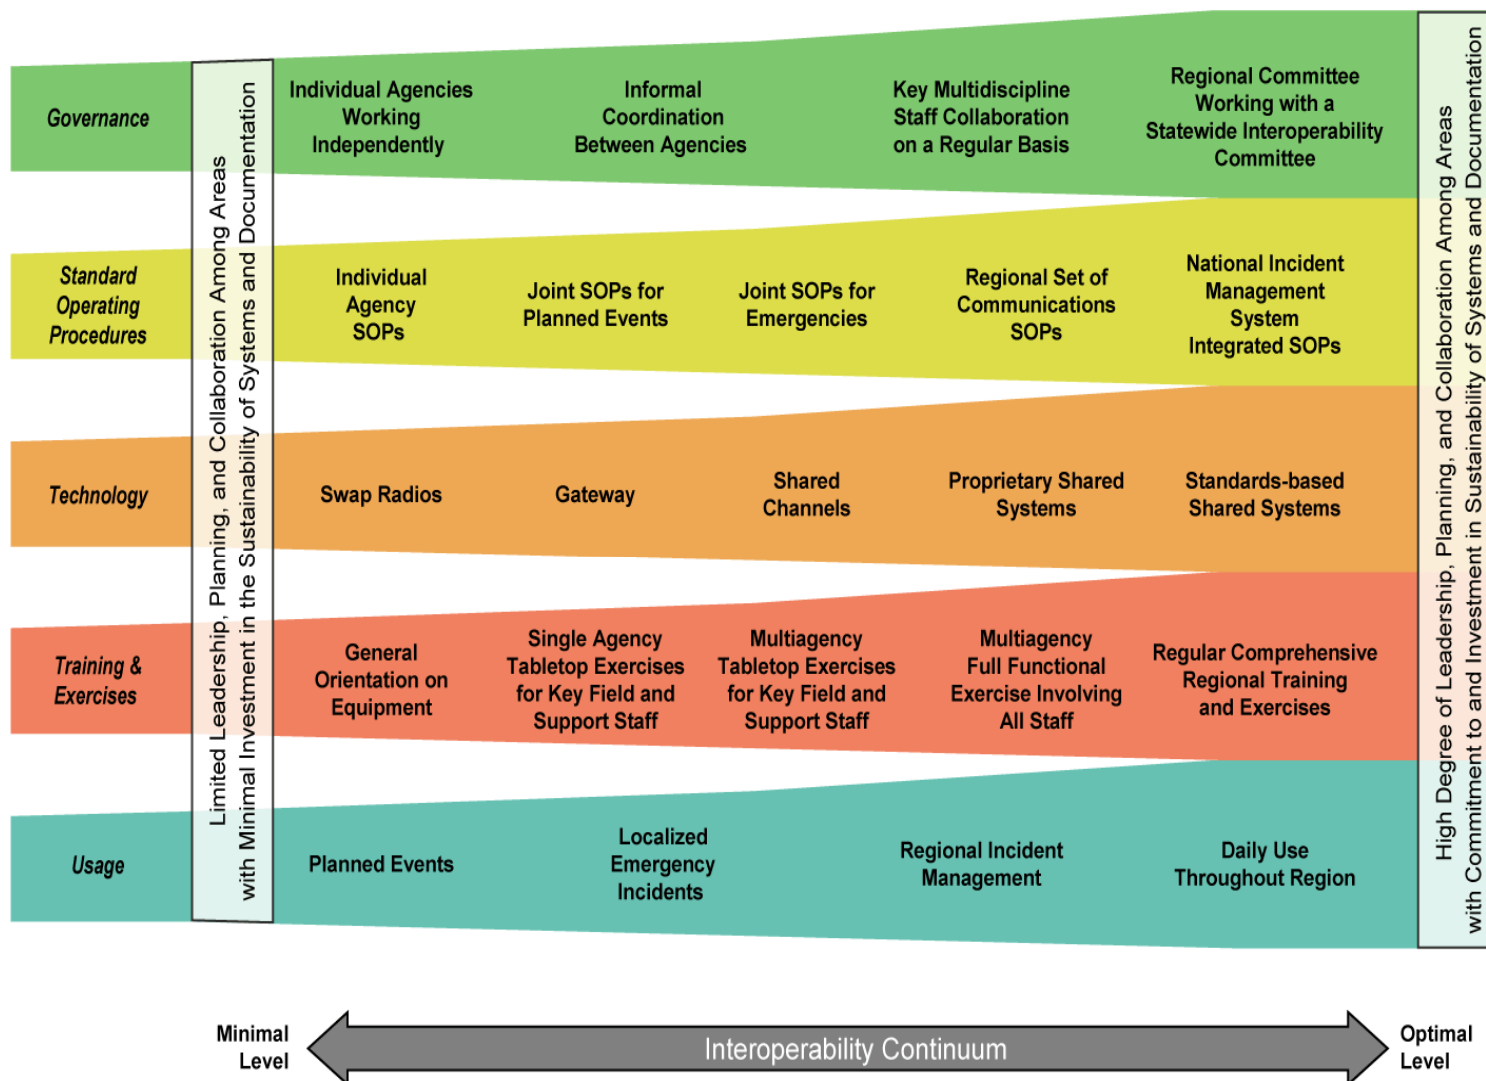 Governance
Individual Agencies
Working
Independently
Informal
Coordination
Between Agencies
Key Multidiscipline
Staff Collaboration
on a Regular Basis
Regional Committee
Working with a
Statewide Interoperability
Committee
Standard
Operating
Procedures
Individual
Agency
SOPs
Joint SOPs for
Planned Events
Joint SOPs for
Emergencies
Regional Set of
Communications
SOPs
National Incident
Management
System
Integrated SOPs
Technology
Swap Radios
Gateway
Shared
Channels
Proprietary Shared
Systems
Standards-based
Shared Systems
Training &
Exercises
General
Orientation on
Equipment
Single Agency
Tabletop Exercises
for Key Field and
Support Staff
Multiagency
Tabletop Exercises
for Key Field and
Support Staff
Multiagency
Full Functional
Exercise Involving
All Staff
Regular Comprehensive
Regional Training
and Exercises
Usage
Planned Events
Localized
Emergency
Incidents
Regional Incident
Management
Daily Use
Throughout Region
Limited Leadership, Planning, and Collaboration Among Areas
with Minimal Investment in the Sustainability of Systems and Documentation
High Degree of Leadership, Planning, and Collaboration Among Areas
with Commitment to and Investment in Sustainability of Systems and Documentation
Minimal
Level
Interoperability Continuum
Optimal
Level